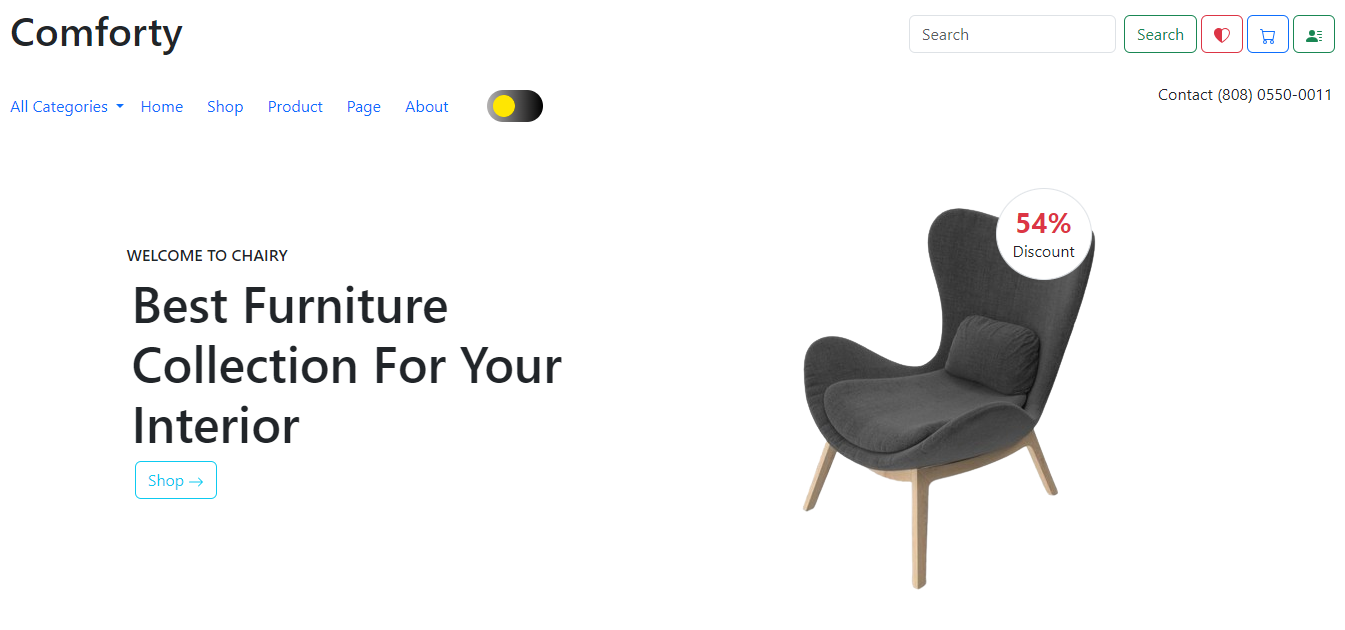 Comforty
Search
Search
All Categories
Home
Shop
Product
Page
About
Contact (808) 0550-0011
WELCOME TO CHAIRY
Best Furniture
Collection For Your
Interior
Shop →
54%
Discount